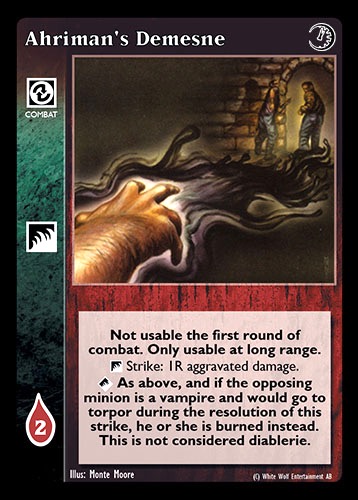 Ahriman's Demesne
COMBAT
Not usable the first round of
combat. Only usable at long range.
Strike: 1R aggravated damage.
As above, and if the opposing
minion is a vampire and would go to
torpor during the resolution of this
strike, he or she is burned instead.
This is not considered diablerie.
2
Illus: Monte Moore
(C) White Wolf Entertainment AB